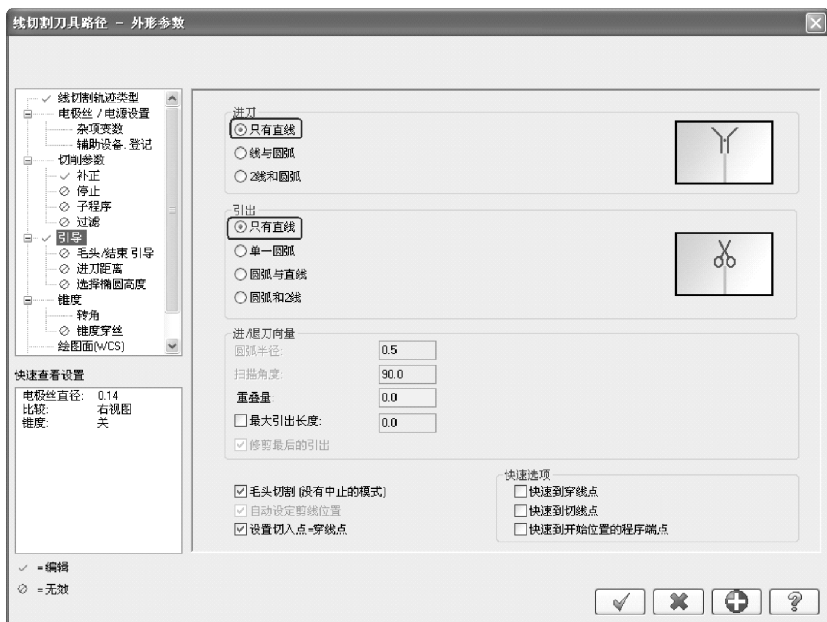 线切割刀具路径 - 外形参数
线切割轨迹类型
电极丝 / 电源设置
杂项变数
辅助设备.登记
切削参数
补正
停止
子程序
过滤
引导
毛头/结束 引导
进刀距离
选择椭圆高度
锥度
转角
锥度穿丝
绘图面(WCS)
快速查看设置
电极丝直径: 0.14
比较: 右视图
锥度: 关
✓ =编辑
⊘ =无效
进刀
只有直线
线与圆弧
2线和圆弧
引出
只有直线
单一圆弧
圆弧与直线
圆弧和2线
进/退刀向量
圆弧半径: 0.5
扫描角度: 90.0
重叠量: 0.0
最大引出长度: 0.0
修剪最后的引出
毛头切割 (没有中止的模式)
自动设定剪线位置
设置切入点=穿线点
快速选项
快速到穿线点
快速到切线点
快速到开始位置的程序端点